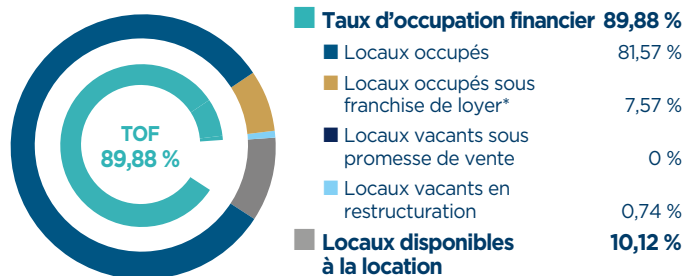 TOF
89,88 %
Taux d’occupation financier 89,88 %
Locaux occupés 81,57 %
Locaux occupés sous
franchise de loyer* 7,57 %
Locaux vacants sous
promesse de vente 0 %
Locaux vacants en
restructuration 0,74 %
Locaux disponibles 10,12 %
à la location